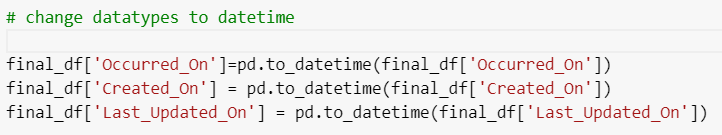 # change datatypes to datetime
final_df['Occurred_On']=pd.to_datetime(final_df['Occurred_On'])
final_df['Created_On'] = pd.to_datetime(final_df['Created_On'])
final_df['Last_Updated_On'] = pd.to_datetime(final_df['Last_Updated_On'])